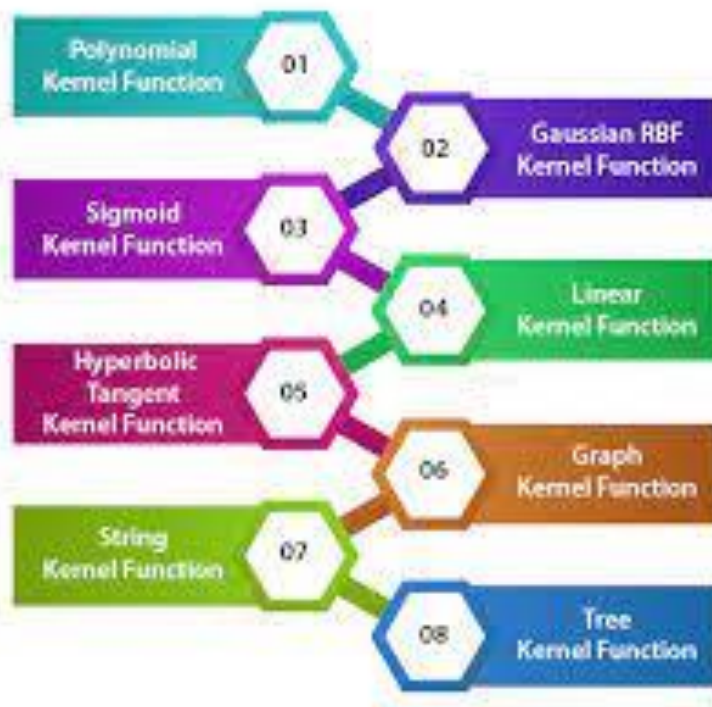 Polynomial
Kernel Function
01
02
Gaussian RBF
Kernel Function
Sigmoid
Kernel Function
03
04
Linear
Kernel Function
Hyperbolic
Tangent
Kernel Function
05
06
Graph
Kernel Function
String
Kernel Function
07
08
Tree
Kernel Function